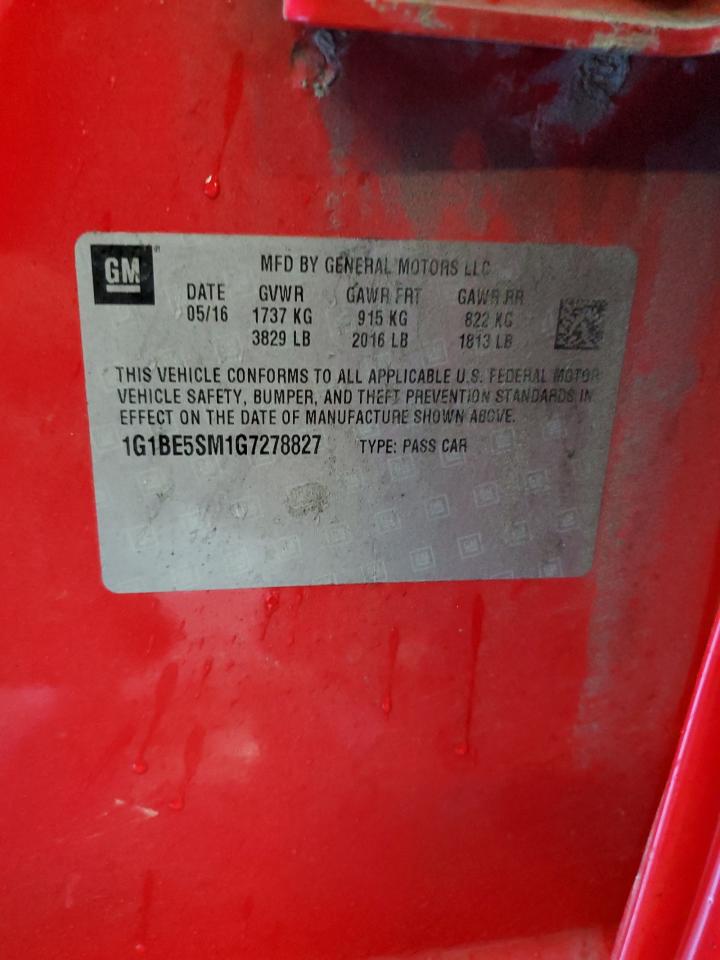 GM
MFD BY GENERAL MOTORS LLC
DATE GVWR GAWR FRT GAWR RR
05/16 1737 KG 915 KG 822 KG
3829 LB 2016 LB 1813 LB
THIS VEHICLE CONFORMS TO ALL APPLICABLE U.S. FEDERAL MOTOR
VEHICLE SAFETY, BUMPER, AND THEFT PREVENTION STANDARDS IN
EFFECT ON THE DATE OF MANUFACTURE SHOWN ABOVE.
1G1BE5SM1G7278827 TYPE: PASS CAR